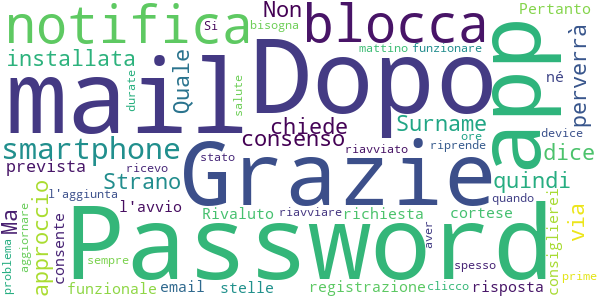 notifica
blocca
Non
Si
bisogna
Pertanto
mail
Dopo
app
installata
Quale
durate
salute
mattino
funzionare
né
perverrà
smartphone
chiede
consenso
Surname
ore
device
riavviato
riprende
dice
prevista
ricevo
stato
Strano
Grazie
quindi
l'aggiunta
l'avvio
quando
Ma
approccio
consente
Password
Rivaluto
riavviare
richiesta
aver
cortese
consiglierei
via
problema
aggiornare
sempre
funzionale
email
stelle
registrazione
clicco
spesso
risposta
prime